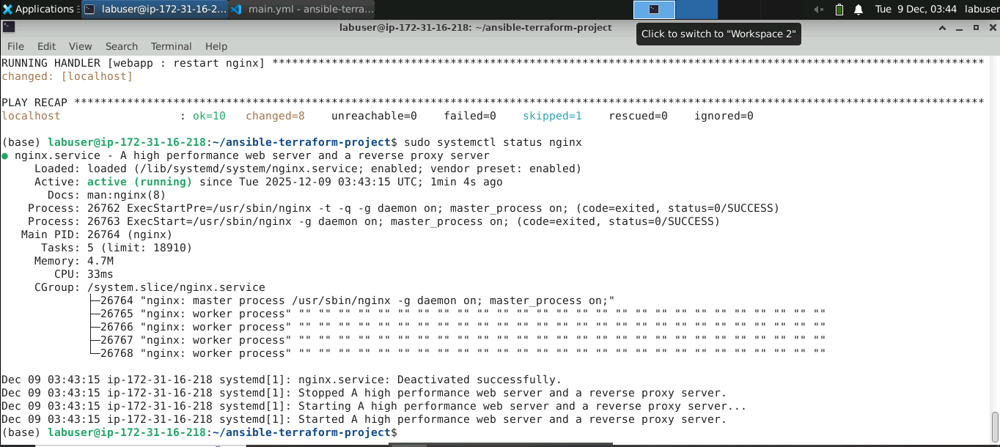 Applications labuser@ip-172-31-16-2... main.yml - ansible-terra... Tue 9 Dec, 03:44 labuser
labuser@ip-172-31-16-218: ~/ansible-terraform-project
Click to switch to "Workspace 2"
File Edit View Search Terminal Help
RUNNING HANDLER [webapp : restart nginx] ************************************************************************************************************
changed: [localhost]
PLAY RECAP ******************************************************************************************************************************************
localhost                  : ok=10   changed=8    unreachable=0    failed=0    skipped=1    rescued=0    ignored=0
(base) labuser@ip-172-31-16-218:~/ansible-terraform-project$ sudo systemctl status nginx
● nginx.service - A high performance web server and a reverse proxy server
     Loaded: loaded (/lib/systemd/system/nginx.service; enabled; vendor preset: enabled)
     Active: active (running) since Tue 2025-12-09 03:43:15 UTC; 1min 4s ago
       Docs: man:nginx(8)
    Process: 26762 ExecStartPre=/usr/sbin/nginx -t -q -g daemon on; master_process on; (code=exited, status=0/SUCCESS)
    Process: 26763 ExecStart=/usr/sbin/nginx -g daemon on; master_process on; (code=exited, status=0/SUCCESS)
   Main PID: 26764 (nginx)
      Tasks: 5 (limit: 18910)
     Memory: 4.7M
        CPU: 33ms
     CGroup: /system.slice/nginx.service
             ├─26764 "nginx: master process /usr/sbin/nginx -g daemon on; master_process on;"
             ├─26765 "nginx: worker process" "" "" "" "" "" "" "" "" "" "" "" "" "" "" "" "" "" "" "" "" "" "" "" "" "" "" ""
             ├─26766 "nginx: worker process" "" "" "" "" "" "" "" "" "" "" "" "" "" "" "" "" "" "" "" "" "" "" "" "" "" "" ""
             ├─26767 "nginx: worker process" "" "" "" "" "" "" "" "" "" "" "" "" "" "" "" "" "" "" "" "" "" "" "" "" "" "" ""
             └─26768 "nginx: worker process" "" "" "" "" "" "" "" "" "" "" "" "" "" "" "" "" "" "" "" "" "" "" "" "" "" "" ""
Dec 09 03:43:15 ip-172-31-16-218 systemd[1]: nginx.service: Deactivated successfully.
Dec 09 03:43:15 ip-172-31-16-218 systemd[1]: Stopped A high performance web server and a reverse proxy server.
Dec 09 03:43:15 ip-172-31-16-218 systemd[1]: Starting A high performance web server and a reverse proxy server...
Dec 09 03:43:15 ip-172-31-16-218 systemd[1]: Started A high performance web server and a reverse proxy server.
(base) labuser@ip-172-31-16-218:~/ansible-terraform-project$